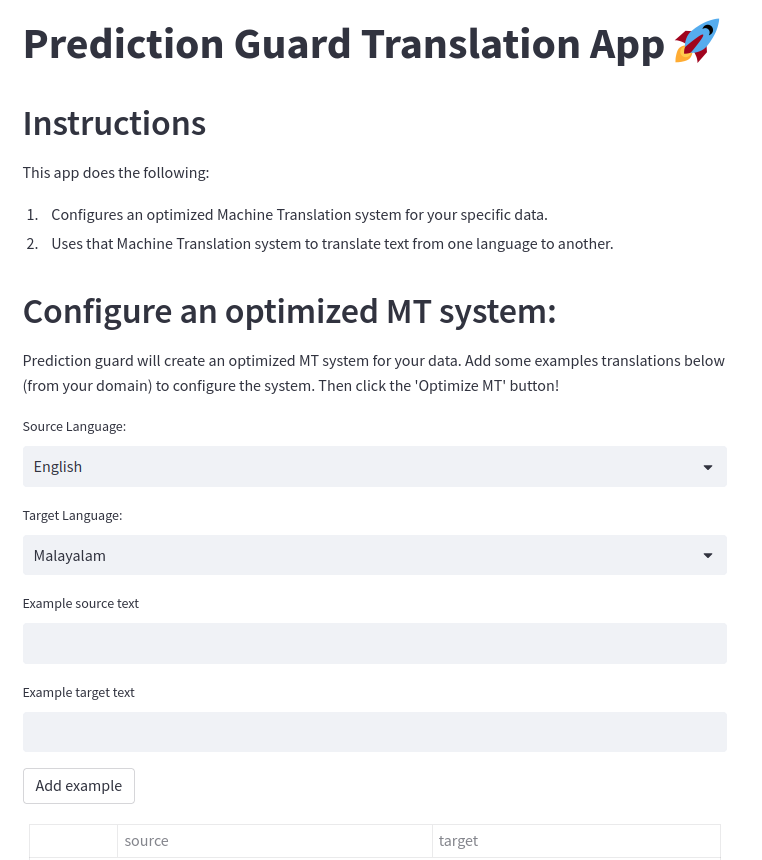 Prediction Guard Translation App 🚀
Instructions
This app does the following:
1. Configures an optimized Machine Translation system for your specific data.
2. Uses that Machine Translation system to translate text from one language to another.
Configure an optimized MT system:
Prediction guard will create an optimized MT system for your data. Add some examples translations below
(from your domain) to configure the system. Then click the 'Optimize MT' button!
Source Language:
English
Target Language:
Malayalam
Example source text
Example target text
Add example
source target